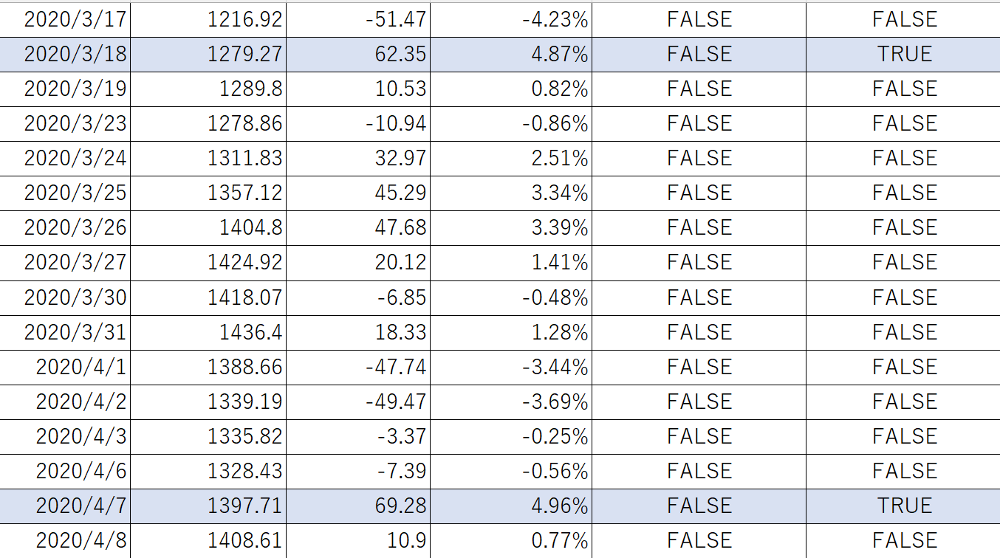 2020/3/17 1216.92 -51.47 -4.23% FALSE FALSE
2020/3/18 1279.27 62.35 4.87% FALSE TRUE
2020/3/19 1289.8 10.53 0.82% FALSE FALSE
2020/3/23 1278.86 -10.94 -0.86% FALSE FALSE
2020/3/24 1311.83 32.97 2.51% FALSE FALSE
2020/3/25 1357.12 45.29 3.34% FALSE FALSE
2020/3/26 1404.8 47.68 3.39% FALSE FALSE
2020/3/27 1424.92 20.12 1.41% FALSE FALSE
2020/3/30 1418.07 -6.85 -0.48% FALSE FALSE
2020/3/31 1436.4 18.33 1.28% FALSE FALSE
2020/4/1 1388.66 -47.74 -3.44% FALSE FALSE
2020/4/2 1339.19 -49.47 -3.69% FALSE FALSE
2020/4/3 1335.82 -3.37 -0.25% FALSE FALSE
2020/4/6 1328.43 -7.39 -0.56% FALSE FALSE
2020/4/7 1397.71 69.28 4.96% FALSE TRUE
2020/4/8 1408.61 10.9 0.77% FALSE FALSE